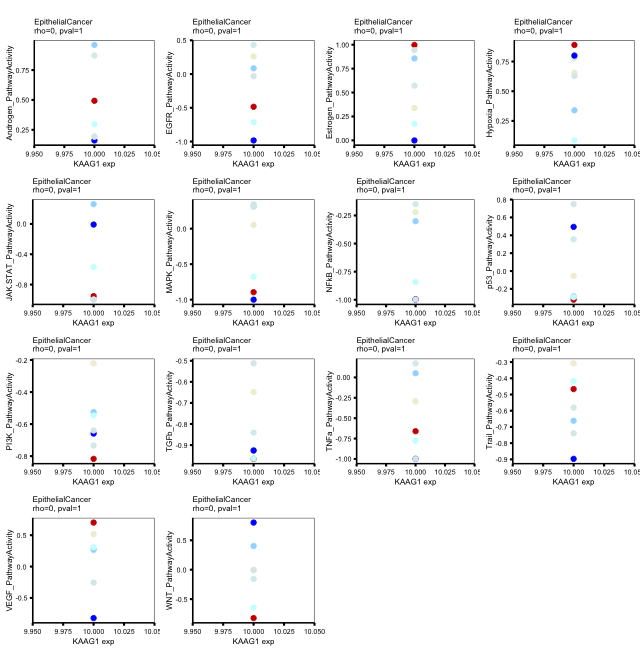 EpithelialCancer
rho=0, pval=1
Androgen_PathwayActivity
0.75
0.50
0.25
9.950 9.975 10.000 10.025 10.05
KAAG1 exp
EpithelialCancer
rho=0, pval=1
EGFR_PathwayActivity
0.5
0.0
-0.5
-1.0
9.950 9.975 10.000 10.025 10.05
KAAG1 exp
EpithelialCancer
rho=0, pval=1
Estrogen_PathwayActivity
1.00
0.75
0.50
0.25
0.00
9.950 9.975 10.000 10.025 10.05
KAAG1 exp
EpithelialCancer
rho=0, pval=1
Hypoxia_PathwayActivity
0.75
0.50
0.25
9.950 9.975 10.000 10.025 10.05
KAAG1 exp
EpithelialCancer
rho=0, pval=1
JAK.STAT_PathwayActivity
0.0
-0.4
-0.8
9.950 9.975 10.000 10.025 10.05
KAAG1 exp
EpithelialCancer
rho=0, pval=1
MAPK_PathwayActivity
0.0
-0.5
-1.0
9.950 9.975 10.000 10.025 10.050
KAAG1 exp
EpithelialCancer
rho=0, pval=1
NFkB_PathwayActivity
-0.25
-0.50
-0.75
-1.00
9.950 9.975 10.000 10.025 10.05
KAAG1 exp
EpithelialCancer
rho=0, pval=1
p53_PathwayActivity
0.8
0.6
0.4
0.2
0.0
-0.2
9.950 9.975 10.000 10.025 10.05
KAAG1 exp
EpithelialCancer
rho=0, pval=1
PI3K_PathwayActivity
-0.2
-0.4
-0.6
-0.8
9.950 9.975 10.000 10.025 10.05
KAAG1 exp
EpithelialCancer
rho=0, pval=1
TGFb_PathwayActivity
-0.5
-0.6
-0.7
-0.8
-0.9
9.950 9.975 10.000 10.025 10.050
KAAG1 exp
EpithelialCancer
rho=0, pval=1
TNFa_PathwayActivity
0.00
-0.25
-0.50
-0.75
-1.00
9.950 9.975 10.000 10.025 10.05
KAAG1 exp
EpithelialCancer
rho=0, pval=1
Trail_PathwayActivity
-0.3
-0.4
-0.5
-0.6
-0.7
-0.8
-0.9
9.950 9.975 10.000 10.025 10.05
KAAG1 exp
EpithelialCancer
rho=0, pval=1
VEGF_PathwayActivity
0.5
0.0
-0.5
9.950 9.975 10.000 10.025 10.05
KAAG1 exp
EpithelialCancer
rho=0, pval=1
WNT_PathwayActivity
0.5
0.0
-0.5
9.950 9.975 10.000 10.025 10.050
KAAG1 exp